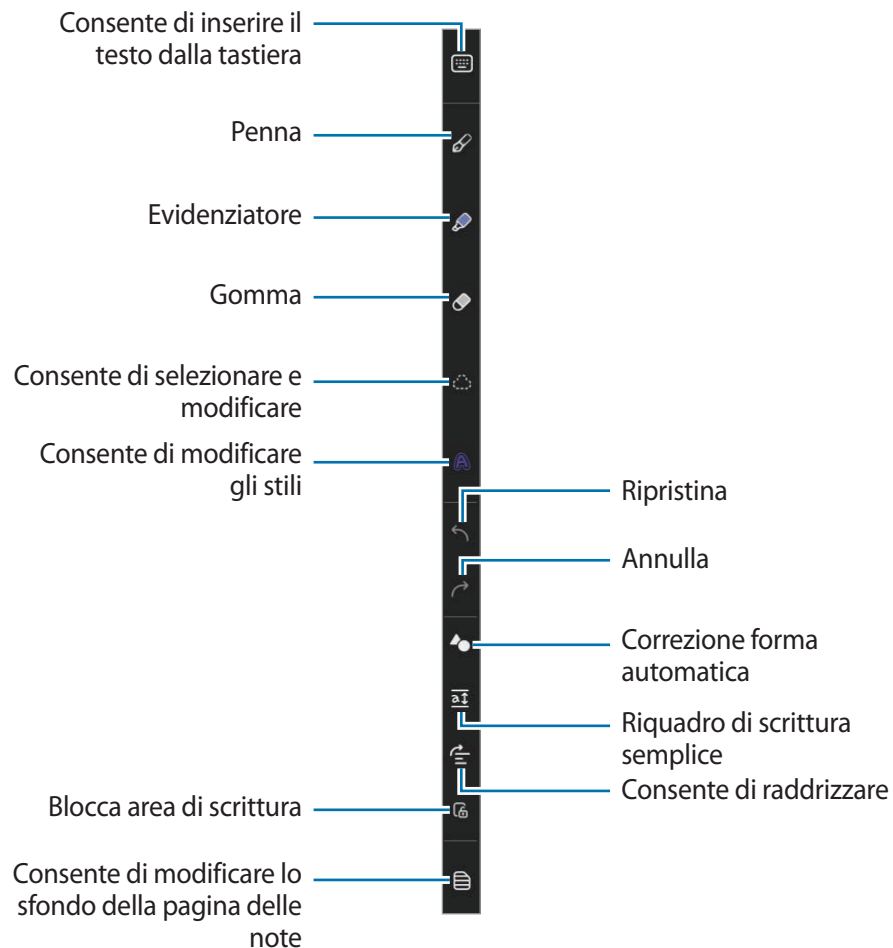 Consente di inserire il
testo dalla tastiera
Penna
Evidenziatore
Gomma
Consente di selezionare e
modificare
Consente di modificare
gli stili
Ripristina
Annulla
Correzione forma
automatica
Riquadro di scrittura
semplice
Consente di raddrizzare
Blocca area di scrittura
Consente di modificare lo
sfondo della pagina delle
note